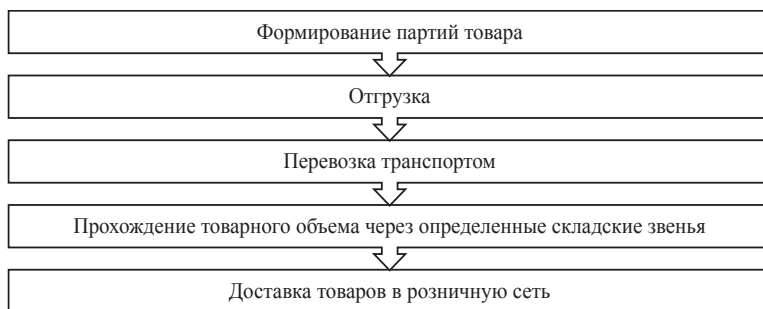 Формирование партий товара
Отгрузка
Перевозка транспортом
Прохождение товарного объема через определенные складские звенья
Доставка товаров в розничную сеть